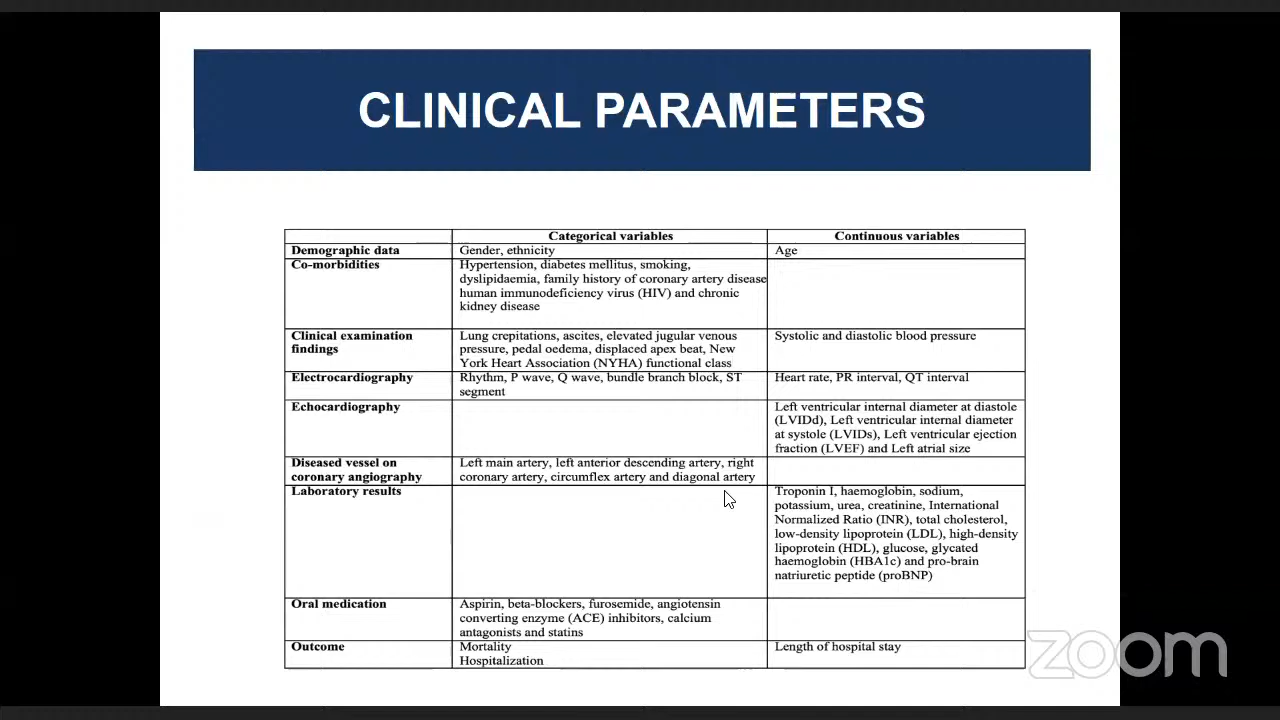 CLINICAL PARAMETERS
Categorical variables Continuous variables
Demographic data Gender, ethnicity Age
Co-morbidities Hypertension, diabetes mellitus, smoking,
dyslipidaemia, family history of coronary artery disease
human immunodeficiency virus (HIV) and chronic
kidney disease
Clinical examination Lung crepitations, ascites, elevated jugular venous Systolic and diastolic blood pressure
findings pressure, pedal oedema, displaced apex beat, New
York Heart Association (NYHA) functional class
Electrocardiography Rhythm, P wave, Q wave, bundle branch block, ST Heart rate, PR interval, QT interval
segment
Echocardiography Left ventricular internal diameter at diastole
(LVIDd), Left ventricular internal diameter
at systole (LVIDs), Left ventricular ejection
fraction (LVEF) and Left atrial size
Diseased vessel on Left main artery, left anterior descending artery, right
coronary angiography coronary artery, circumflex artery and diagonal artery
Laboratory results Troponin I, haemoglobin, sodium,
potassium, urea, creatinine, International
Normalized Ratio (INR), total cholesterol,
low-density lipoprotein (LDL), high-density
lipoprotein (HDL), glucose, glycated
haemoglobin (HBA1c) and pro-brain
natriuretic peptide (proBNP)
Oral medication Aspirin, beta-blockers, furosemide, angiotensin
converting enzyme (ACE) inhibitors, calcium
antagonists and statins
Outcome Mortality Length of hospital stay
Hospitalization
zoom